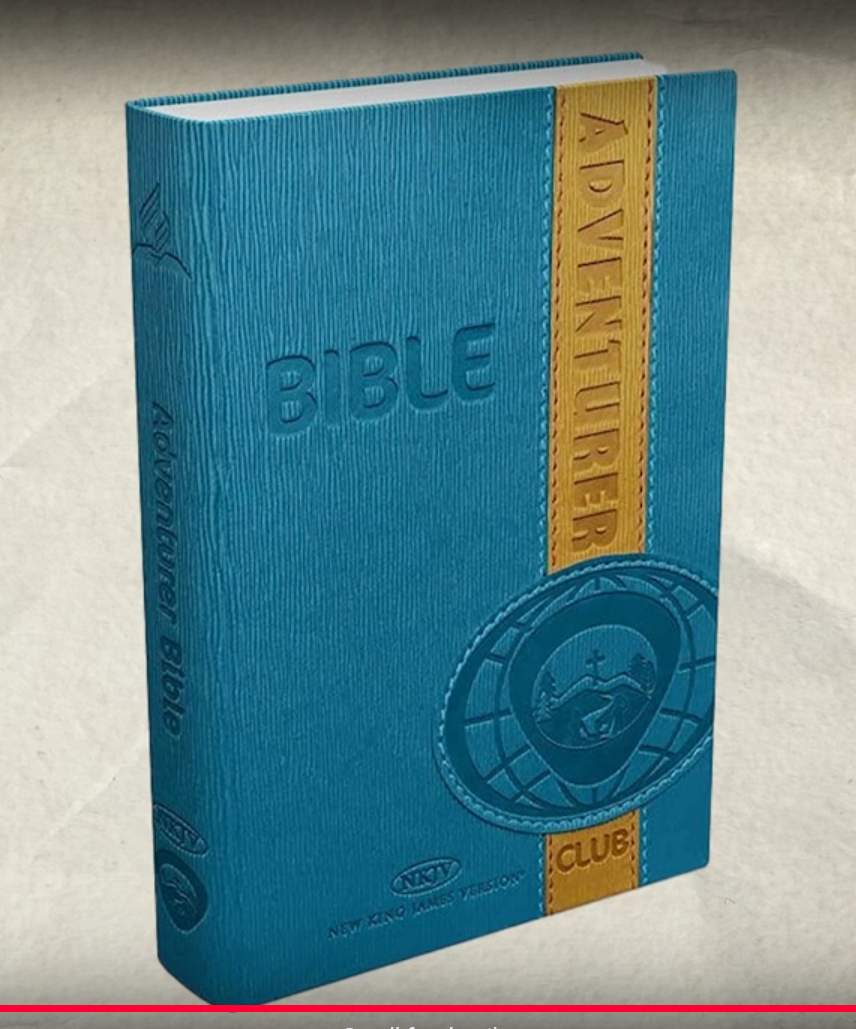 BIBLE
ADVENTURER
CLUB
NKJV
NEW KING JAMES VERSION®
Adventurer Bible
NKJV